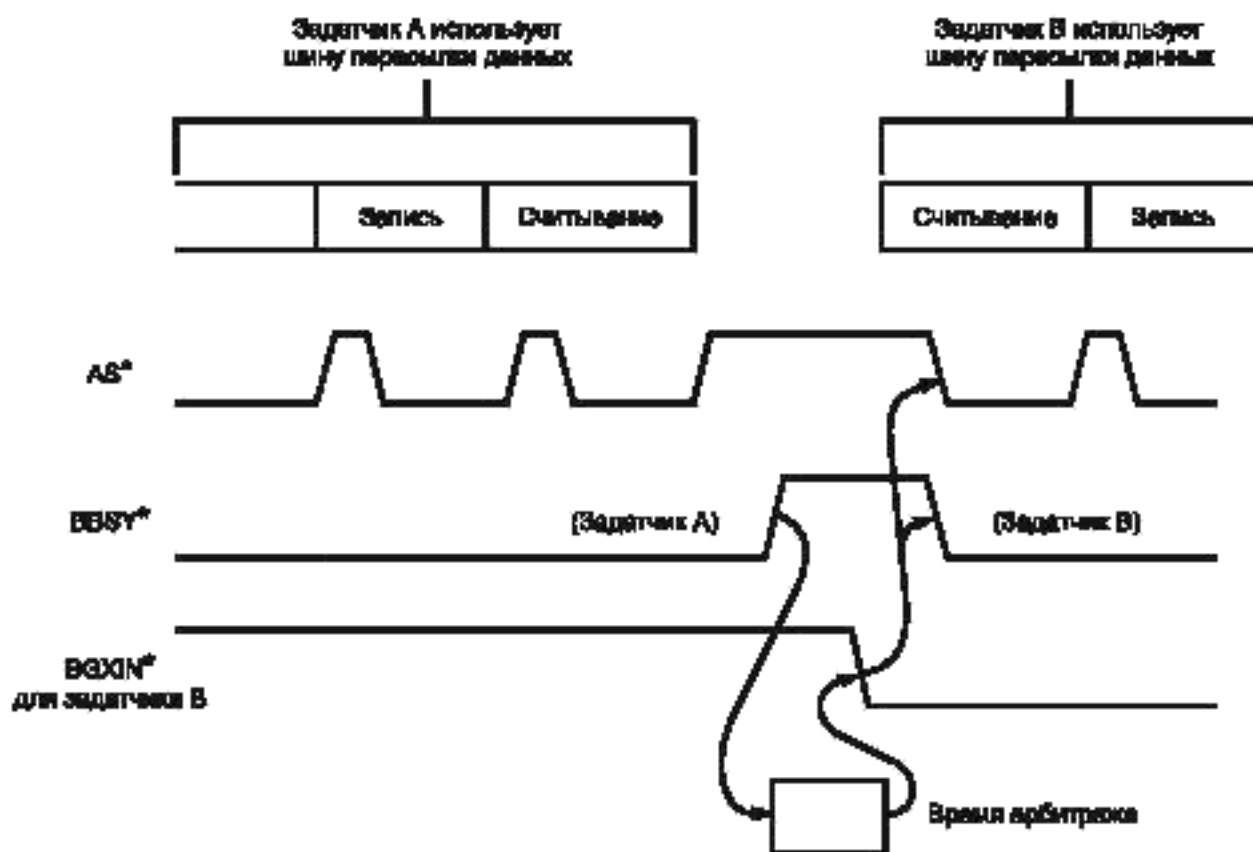 Задатчик А использует
шину пересылки данных
Задатчик В использует
шину пересылки данных
Запись
Считывание
Считывание
Запись
AS*
BBSY*
(Задатчик А)
(Задатчик В)
BGXIN*
для задатчика В
Время арбитража